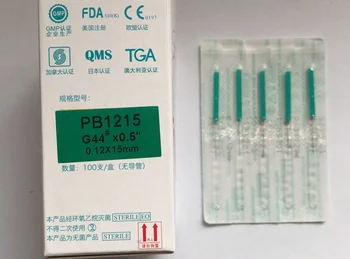 GMP
FDA 510(K)
CE 0197
GMP认证
企业生产
美国注册
欧盟认证
QMS
TGA
加拿大认证
日本认证
澳大利亚认证
规格型号:
PB1215
G44# x0.5"
0.12X15mm
数量: 100支/盒 (无导管)
本产品经环氧乙烷灭菌 STERILE EO
不得二次使用 ②
本产品为无菌产品 STERILE